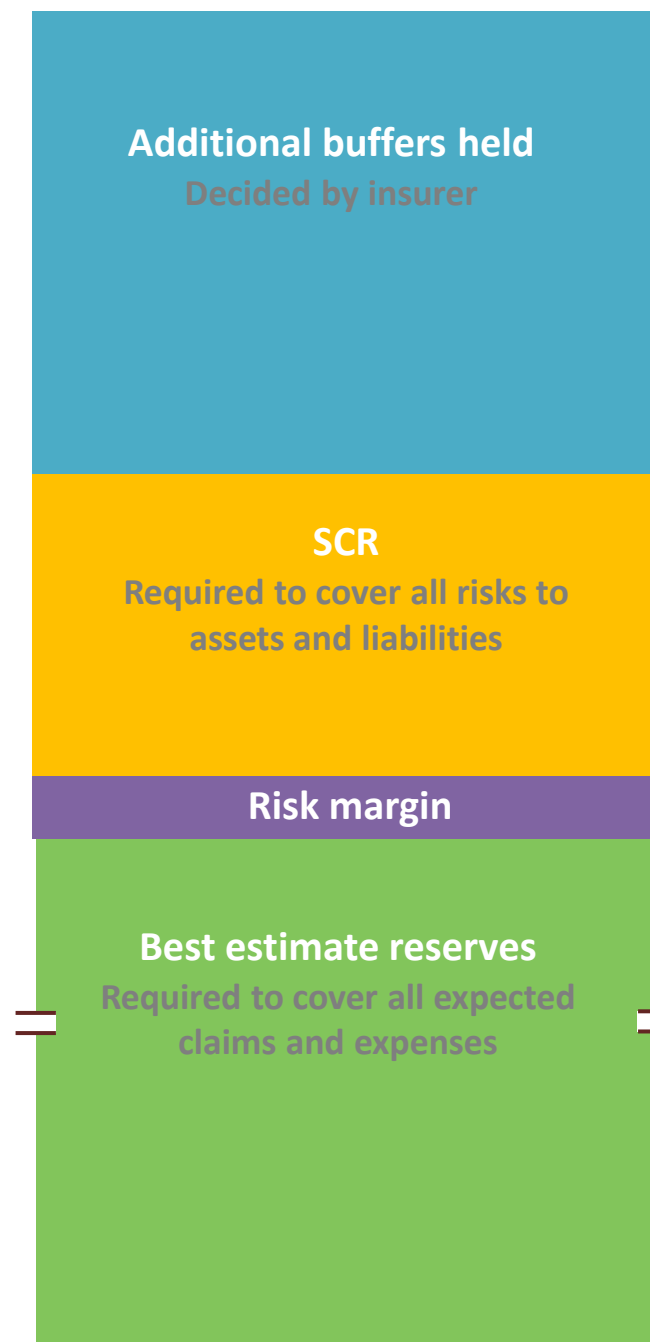 Additional buffers held
Decided by insurer
SCR
Required to cover all risks to
assets and liabilities
Risk margin
Best estimate reserves
Required to cover all expected
claims and expenses